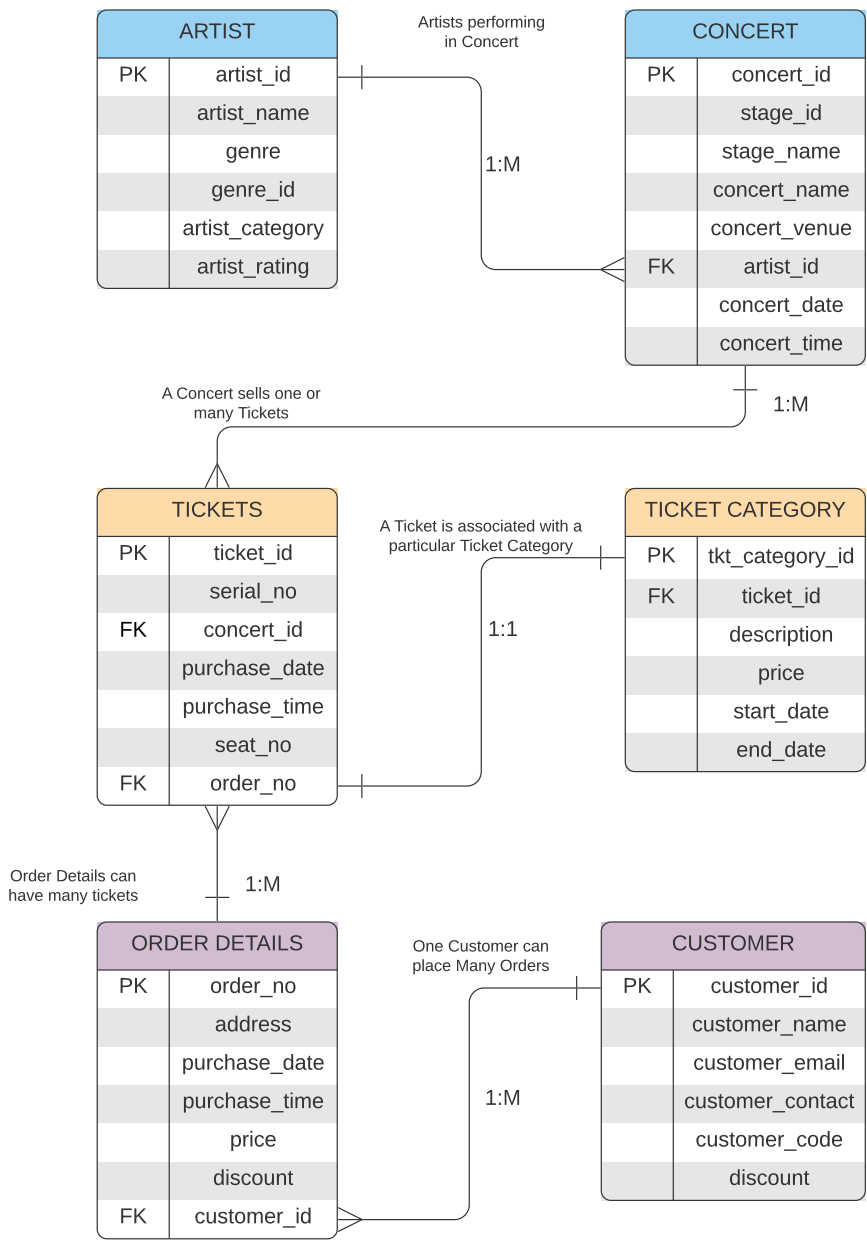 ARTIST
PK artist_id
artist_name
genre
genre_id
artist_category
artist_rating
Artists performing
in Concert
1:M
CONCERT
PK concert_id
stage_id
stage_name
concert_name
concert_venue
FK artist_id
concert_date
concert_time
A Concert sells one or
many Tickets
1:M
TICKETS
PK ticket_id
serial_no
FK concert_id
purchase_date
purchase_time
seat_no
FK order_no
A Ticket is associated with a
particular Ticket Category
1:1
TICKET CATEGORY
PK tkt_category_id
FK ticket_id
description
price
start_date
end_date
Order Details can
have many tickets
1:M
ORDER DETAILS
PK order_no
address
purchase_date
purchase_time
price
discount
FK customer_id
One Customer can
place Many Orders
1:M
CUSTOMER
PK customer_id
customer_name
customer_email
customer_contact
customer_code
discount